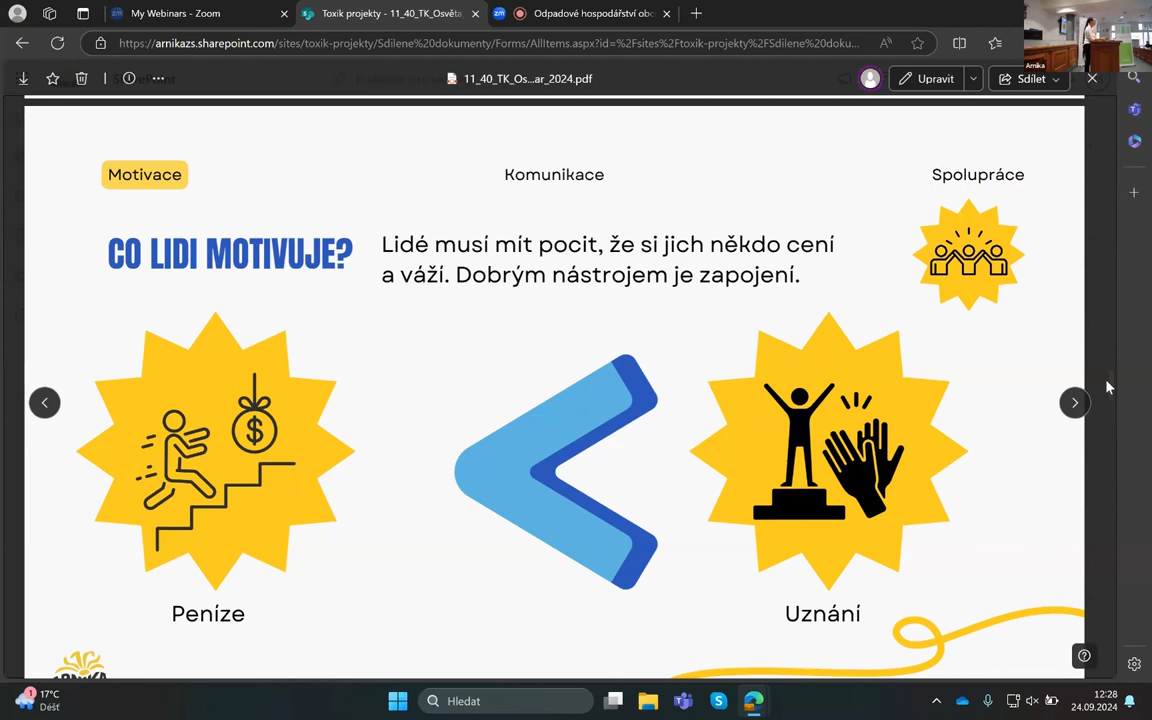 My Webinars - Zoom
Toxik projekty - 11_40_TK_Osvěta,
Odpadové hospodářství obc
https://arnikazs.sharepoint.com/sites/toxik-projekty/Sdilene%20dokumenty/Forms/AllItems.aspx?id=%2Fsites%2Ftoxik-projekty%2FSdilene%20doku...
Arnika
11_40_TK_Os...ar_2024.pdf
Upravit
Sdílet
Motivace
Komunikace
Spolupráce
CO LIDI MOTIVUJE?
Lidé musí mít pocit, že si jich někdo cení
a váží. Dobrým nástrojem je zapojení.
$
Peníze
Uznání
1
17°C
Déšť
Hledat
12:28
24.09.2024